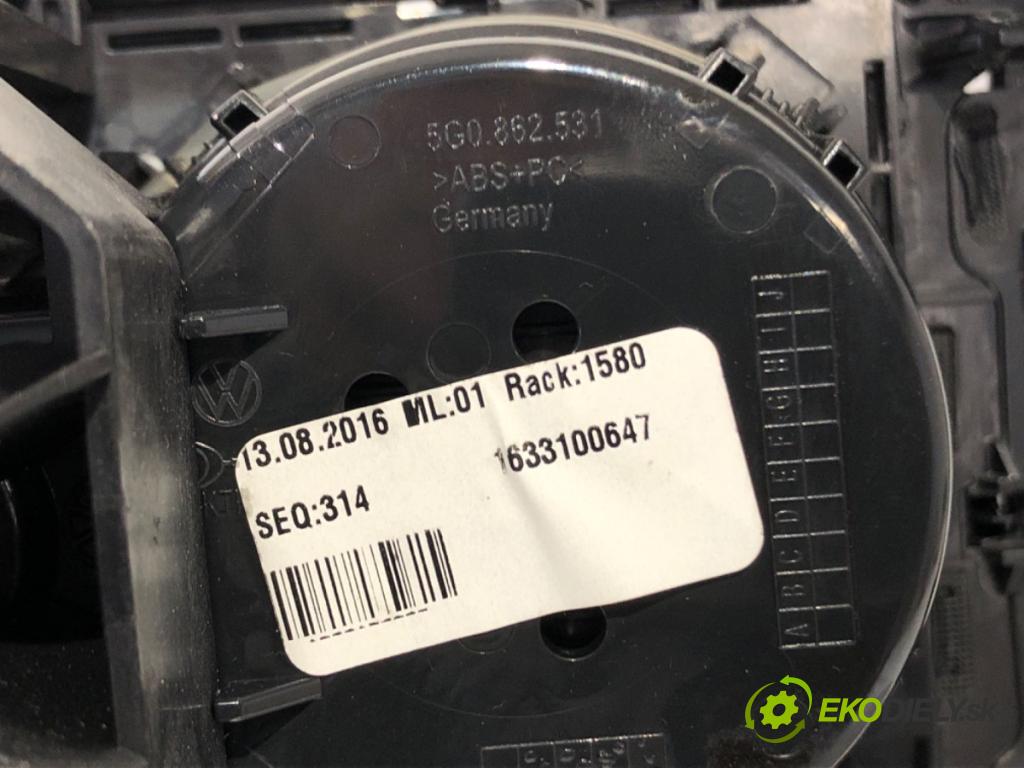 5G0.862.531
>ABS+PC<
Germany
13.08.2016 ML:01 Rack:1580
1633100647
SEQ:314
A B C D E F G H I J
EKODIELY.sk